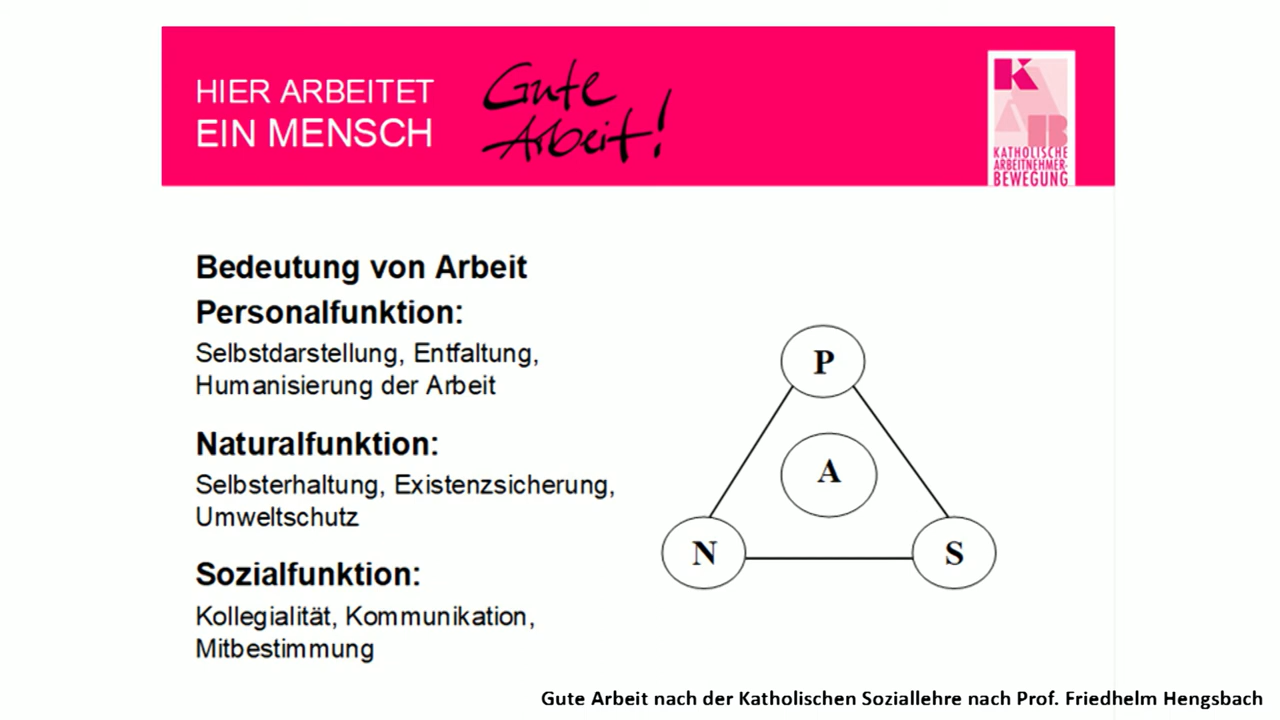 HIER ARBEITET
EIN MENSCH
Gute
Arbeit!
K
AB
KATHOLISCHE
ARBEITNEHMER-
BEWEGUNG
Bedeutung von Arbeit
Personalfunktion:
Selbstdarstellung, Entfaltung,
Humanisierung der Arbeit
Naturalfunktion:
Selbsterhaltung, Existenzsicherung,
Umweltschutz
Sozialfunktion:
Kollegialität, Kommunikation,
Mitbestimmung
P
A
N
S
Gute Arbeit nach der Katholischen Soziallehre nach Prof. Friedhelm Hengsbach